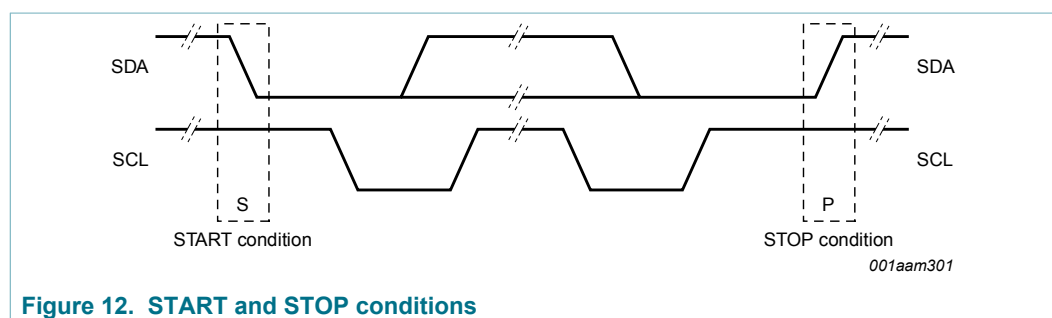 SDA
SDA
SCL
SCL
S
P
START condition
STOP condition
001aam301
Figure 12. START and STOP conditions